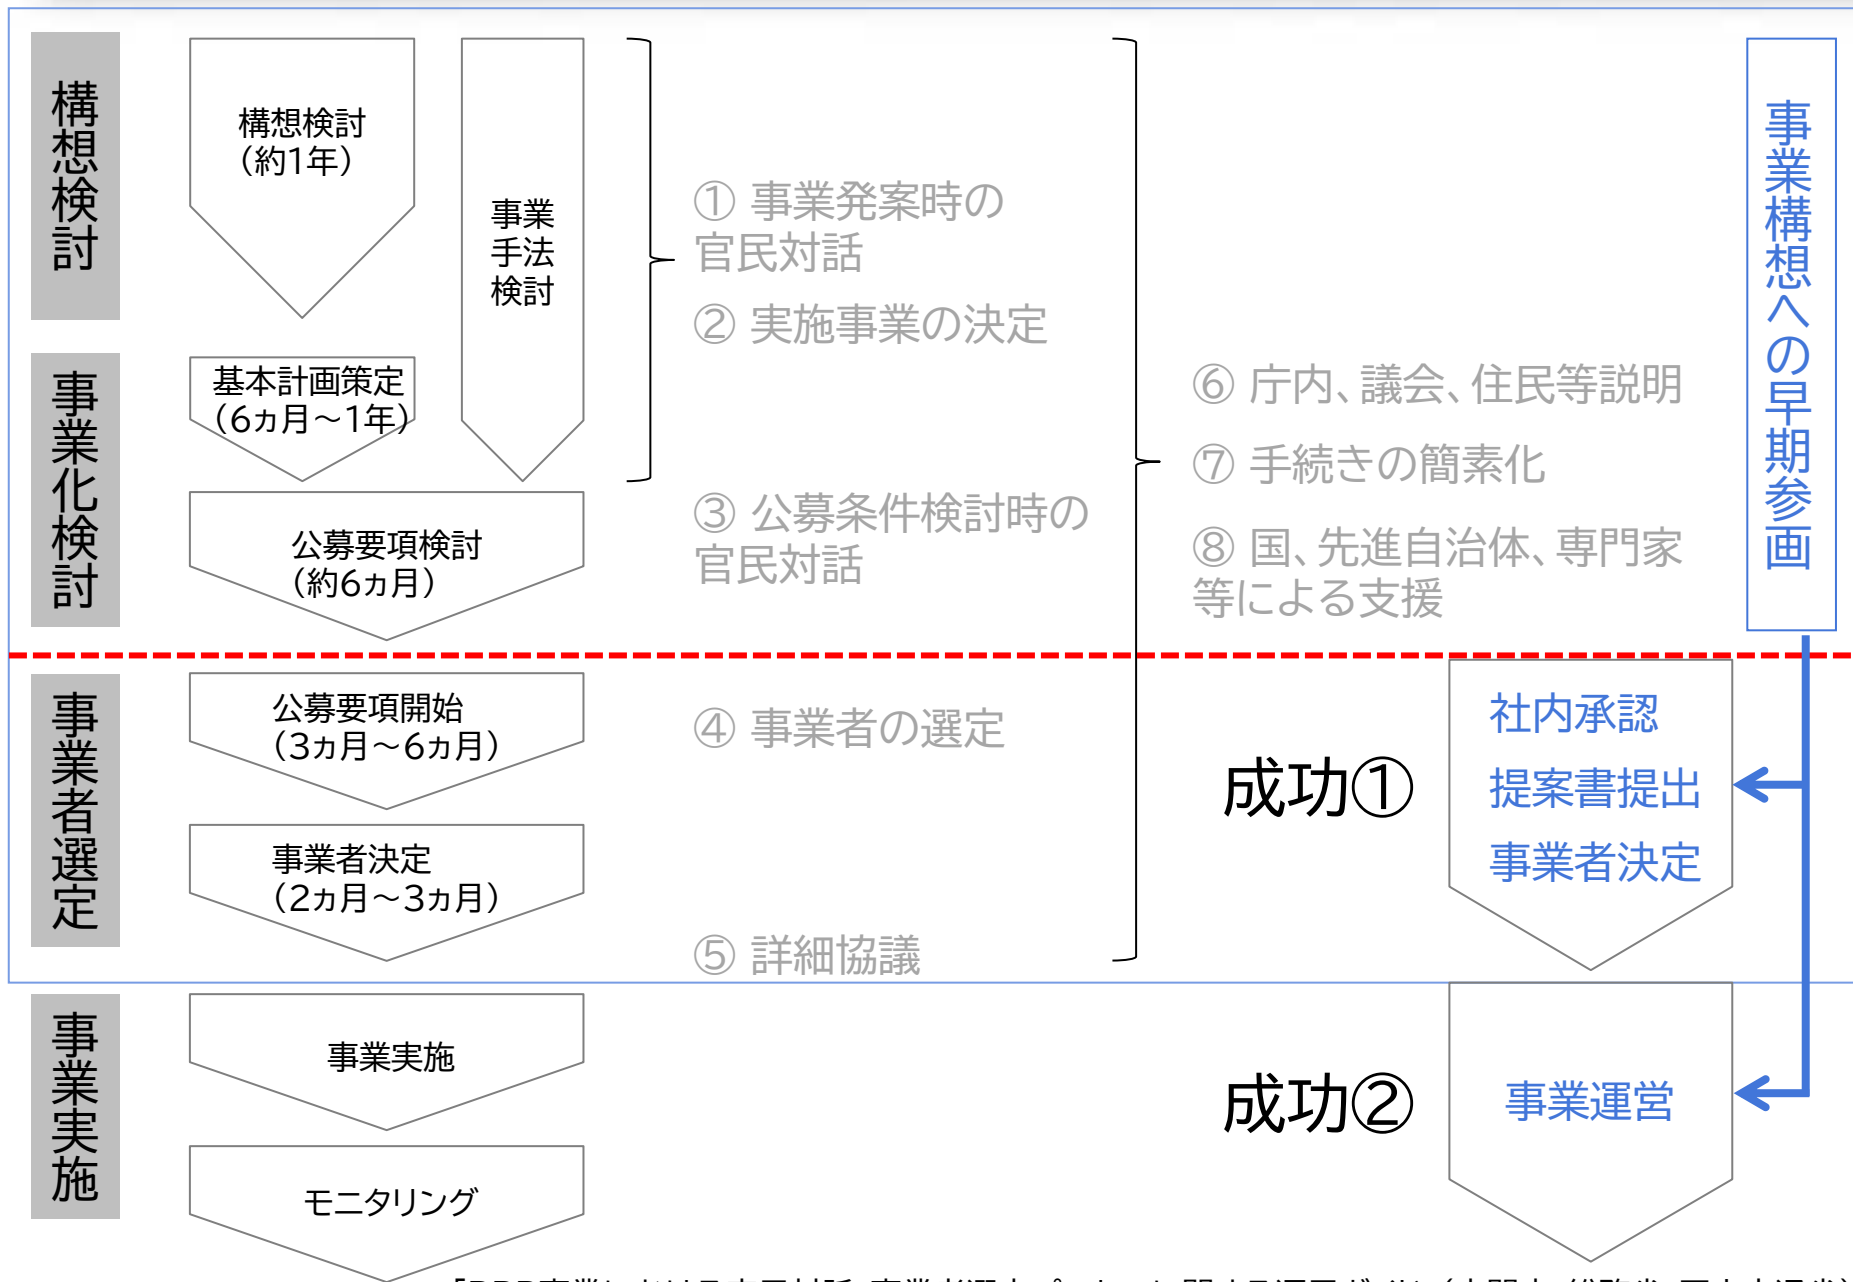 構想検討
構想検討
(約1年)
事業
手法
検討
① 事業発案時の
官民対話
② 実施事業の決定
事業化検討
基本計画策定
(6ヵ月～1年)
公募要項検討
(約6ヵ月)
③ 公募条件検討時の
官民対話
⑥ 庁内、議会、住民等説明
⑦ 手続きの簡素化
⑧ 国、先進自治体、専門家
等による支援
事業構想への早期参画
事業者選定
公募要項開始
(3ヵ月～6ヵ月)
事業者決定
(2ヵ月～3ヵ月)
④ 事業者の選定
⑤ 詳細協議
成功①
社内承認
提案書提出
事業者決定
事業実施
事業実施
モニタリング
成功②
事業運営